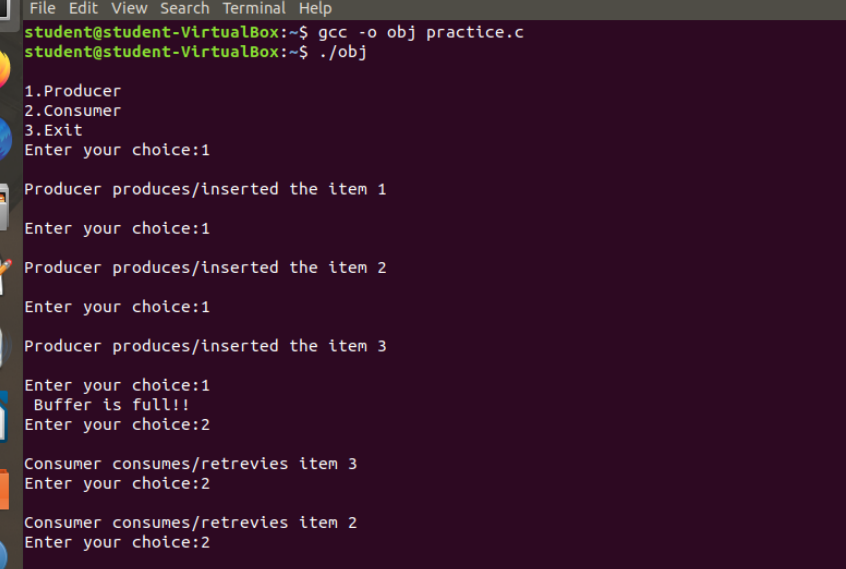 File Edit View Search Terminal Help
student@student-VirtualBox:~$ gcc -o obj practice.c
student@student-VirtualBox:~$ ./obj
1.Producer
2.Consumer
3.Exit
Enter your choice:1
Producer produces/inserted the item 1
Enter your choice:1
Producer produces/inserted the item 2
Enter your choice:1
Producer produces/inserted the item 3
Enter your choice:1
Buffer is full!!
Enter your choice:2
Consumer consumes/retrevies item 3
Enter your choice:2
Consumer consumes/retrevies item 2
Enter your choice:2